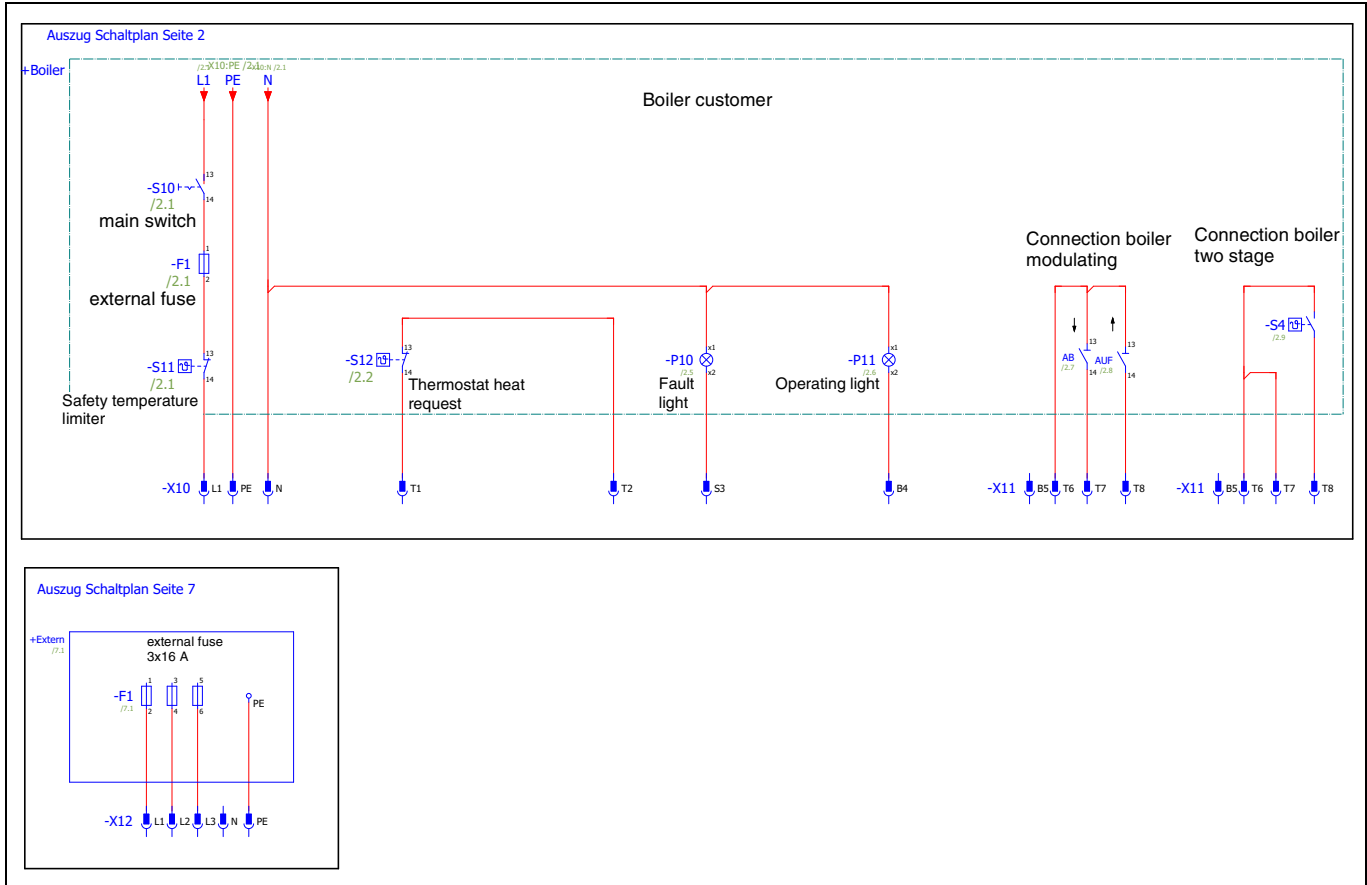 Auszug Schaltplan Seite 2
+Boiler
X10:PE /2.1
/2.1
L1 PE N
Boiler customer
13
-S10
/2.1
14
main switch
1
-F1
/2.1
2
external fuse
13
-S11
/2.1
14
Safety temperature
limiter
13
-S12
/2.2
14
Thermostat heat
request
x1
-P10
/2.5
x2
Fault
light
x1
-P11
/2.6
x2
Operating light
Connection boiler
modulating
13
AB
/2.7
14
13
AUF
/2.8
14
Connection boiler
two stage
-S4
/2.9
-X10 L1 PE N T1 T2 S3 B4
-X11 B5 T6 T7 T8
-X11 B5 T6 T7 T8
Auszug Schaltplan Seite 7
+Extern
/7.1
external fuse
3x16 A
1 3 5
-F1
/7.1
2 4 6
PE
-X12 L1 L2 L3 N PE